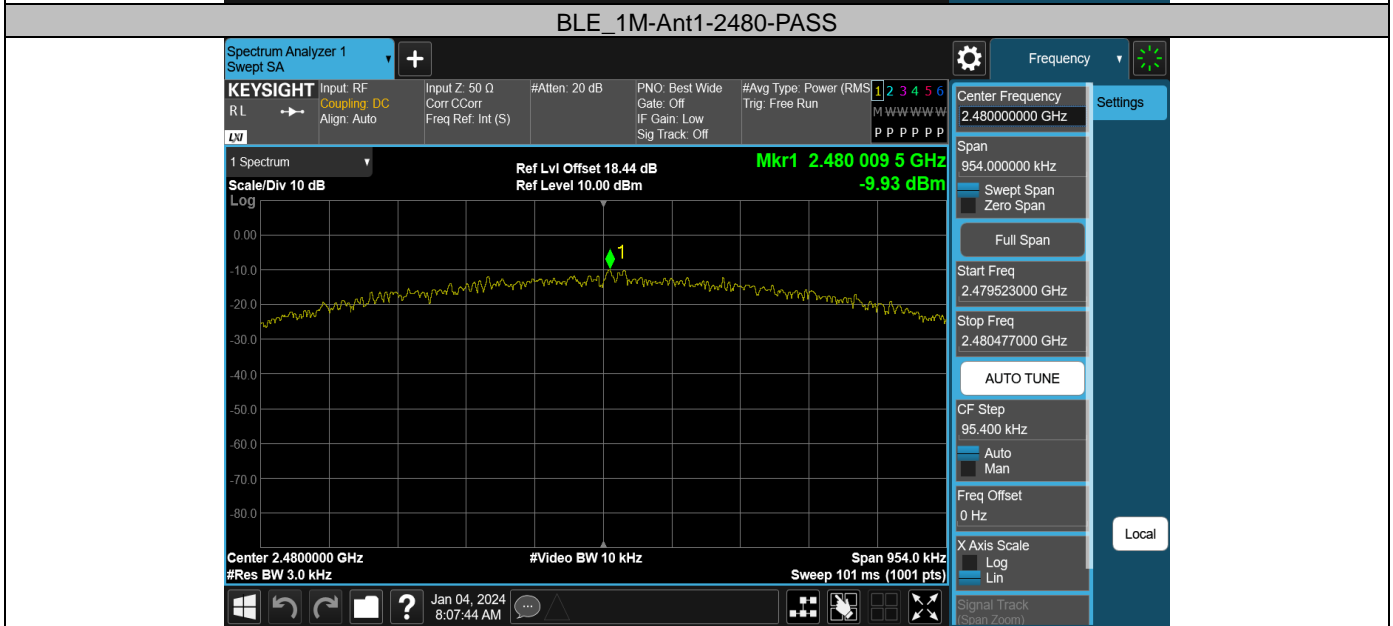 BLE_1M-Ant1-2480-PASS
Spectrum Analyzer 1
Swept SA
+
Frequency
KEYSIGHT
RL
LXI
Input: RF
Coupling: DC
Align: Auto
Input Z: 50 Ω
Corr CCorr
Freq Ref: Int (S)
#Atten: 20 dB
PNO: Best Wide
Gate: Off
IF Gain: Low
Sig Track: Off
#Avg Type: Power (RMS
Trig: Free Run
1 2 3 4 5 6
M W W W W W
P P P P P P
1 Spectrum
Scale/Div 10 dB
Log
Ref Lvl Offset 18.44 dB
Ref Level 10.00 dBm
Mkr1 2.480 009 5 GHz
-9.93 dBm
1
0.00
-10.0
-20.0
-30.0
-40.0
-50.0
-60.0
-70.0
-80.0
Center 2.4800000 GHz
#Res BW 3.0 kHz
#Video BW 10 kHz
Span 954.0 kHz
Sweep 101 ms (1001 pts)
Jan 04, 2024
8:07:44 AM
Center Frequency
2.480000000 GHz
Settings
Span
954.000000 kHz
Swept Span
Zero Span
Full Span
Start Freq
2.479523000 GHz
Stop Freq
2.480477000 GHz
AUTO TUNE
CF Step
95.400 kHz
Auto
Man
Freq Offset
0 Hz
X Axis Scale
Log
Lin
Local
Signal Track
(Span Zoom)